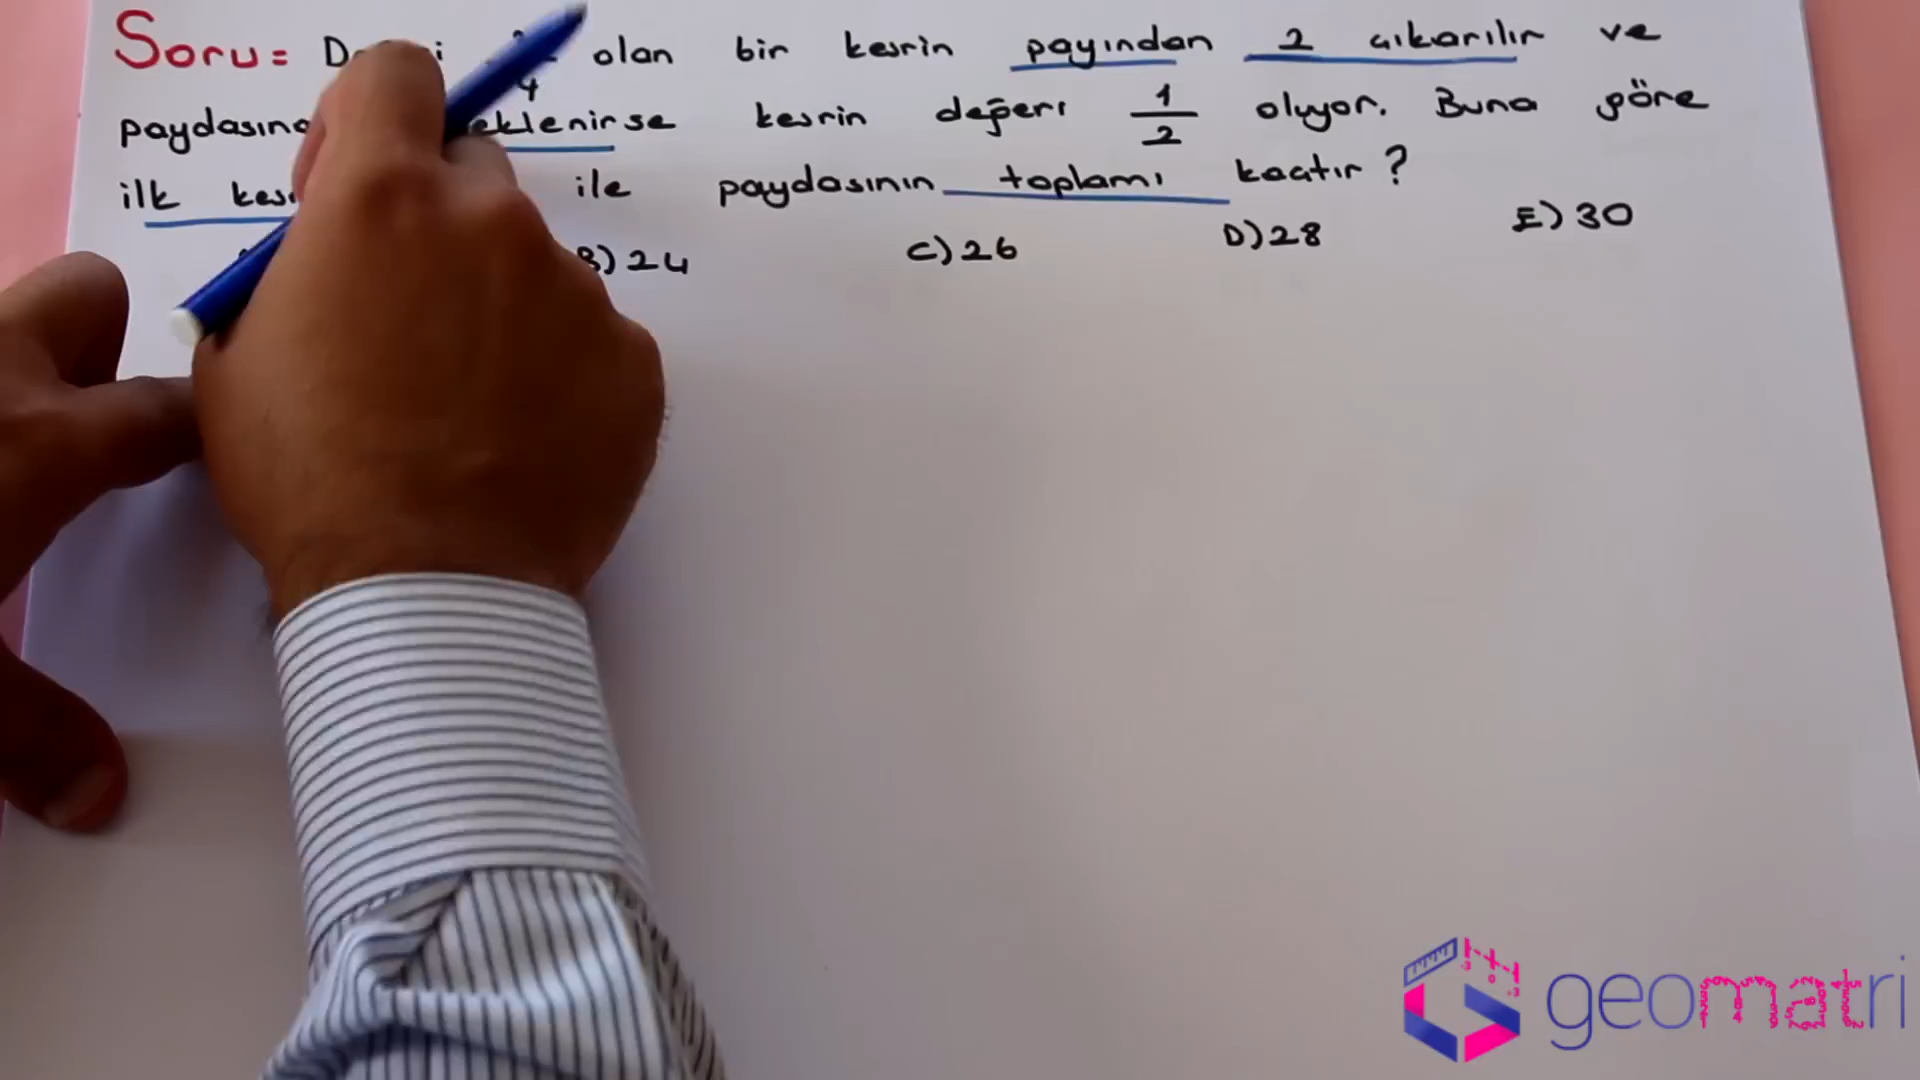 Soru= olan bir kesrin payından 2 çıkarılır ve
4
paydasına eklenirse kesrin değeri 1/2 oluyor. Buna göre
ilk ile paydasının toplamı kaçtır ?
B) 24 C) 26 D) 28 E) 30
geomatri